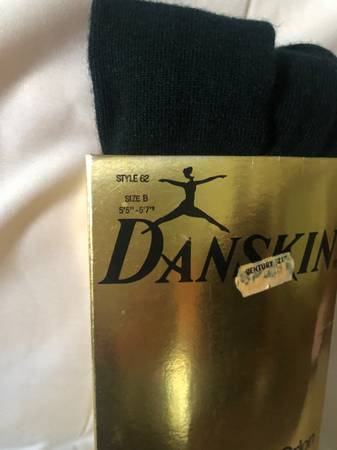 STYLE 62
SIZE B
5'5"-5'7"
DANSKIN
CENTURY 21